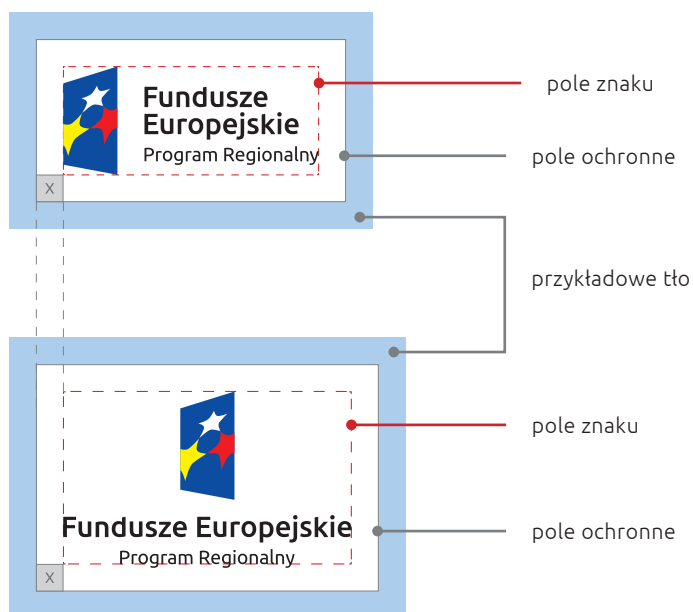 pole znaku
Fundusze
Europejskie
Program Regionalny
pole ochronne
X
przykładowe tło
pole znaku
Fundusze Europejskie
Program Regionalny
pole ochronne
X